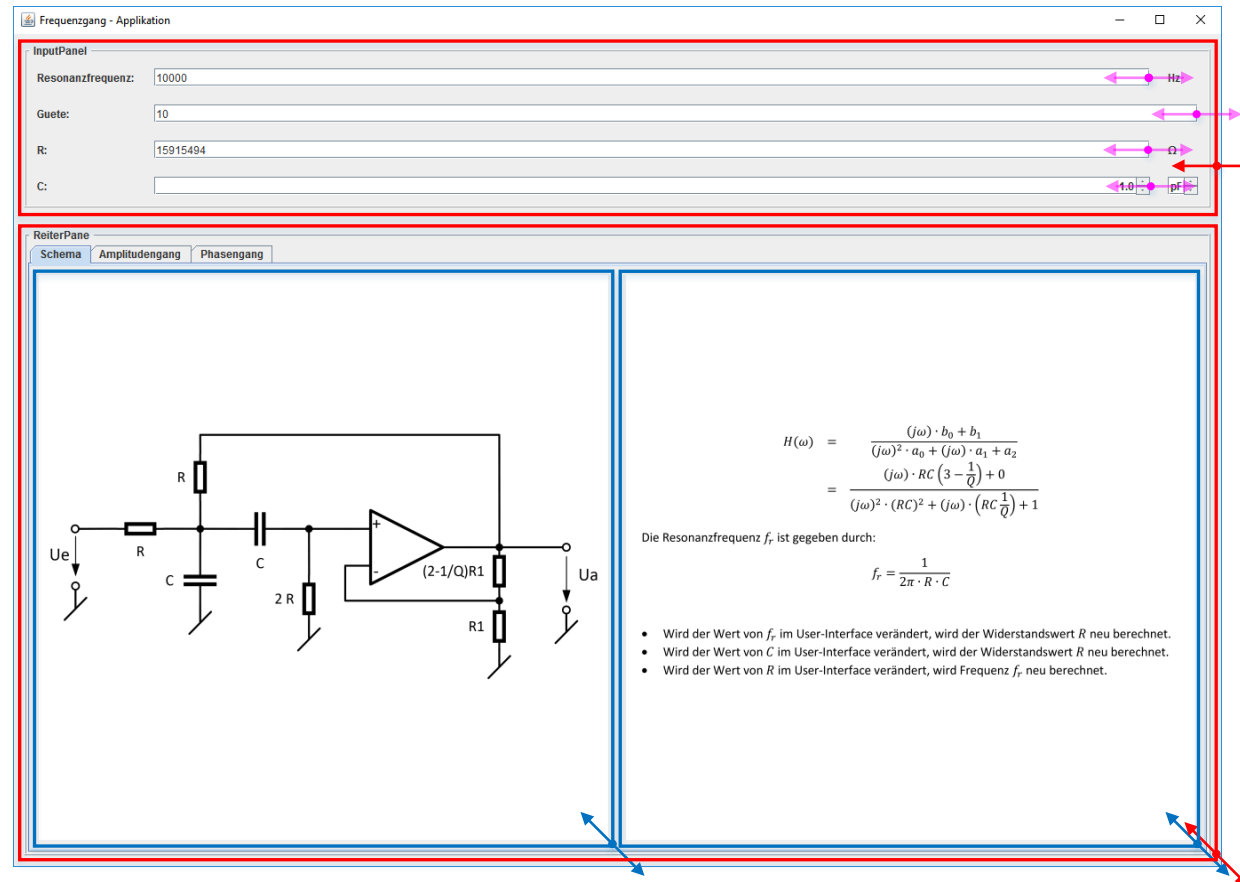 Frequenzgang - Applikation
InputPanel
Resonanzfrequenz: 10000 Hz
Guete: 10
R: 15915494 Ω
C: 1.0 pF
ReiterPane
Schema Amplitudengang Phasengang
R
Ue
R
C
C
2 R
+
-
(2-1/Q)R1
R1
Ua
H(ω) = (jω) · b₀ + b₁ / (jω)² · a₀ + (jω) · a₁ + a₂
= (jω) · RC (3 − 1/Q) + 0 / (jω)² · (RC)² + (jω) · (RC 1/Q) + 1
Die Resonanzfrequenz fᵣ ist gegeben durch:
fᵣ = 1 / 2π · R · C
• Wird der Wert von fᵣ im User-Interface verändert, wird der Widerstandswert R neu berechnet.
• Wird der Wert von C im User-Interface verändert, wird der Widerstandswert R neu berechnet.
• Wird der Wert von R im User-Interface verändert, wird Frequenz fᵣ neu berechnet.